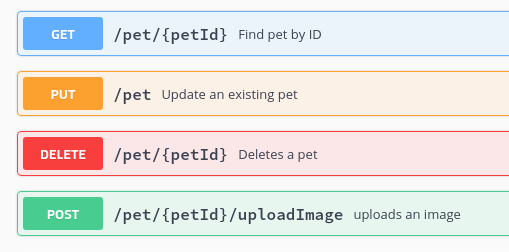 GET /pet/{petId} Find pet by ID
PUT /pet Update an existing pet
DELETE /pet/{petId} Deletes a pet
POST /pet/{petId}/uploadImage uploads an image